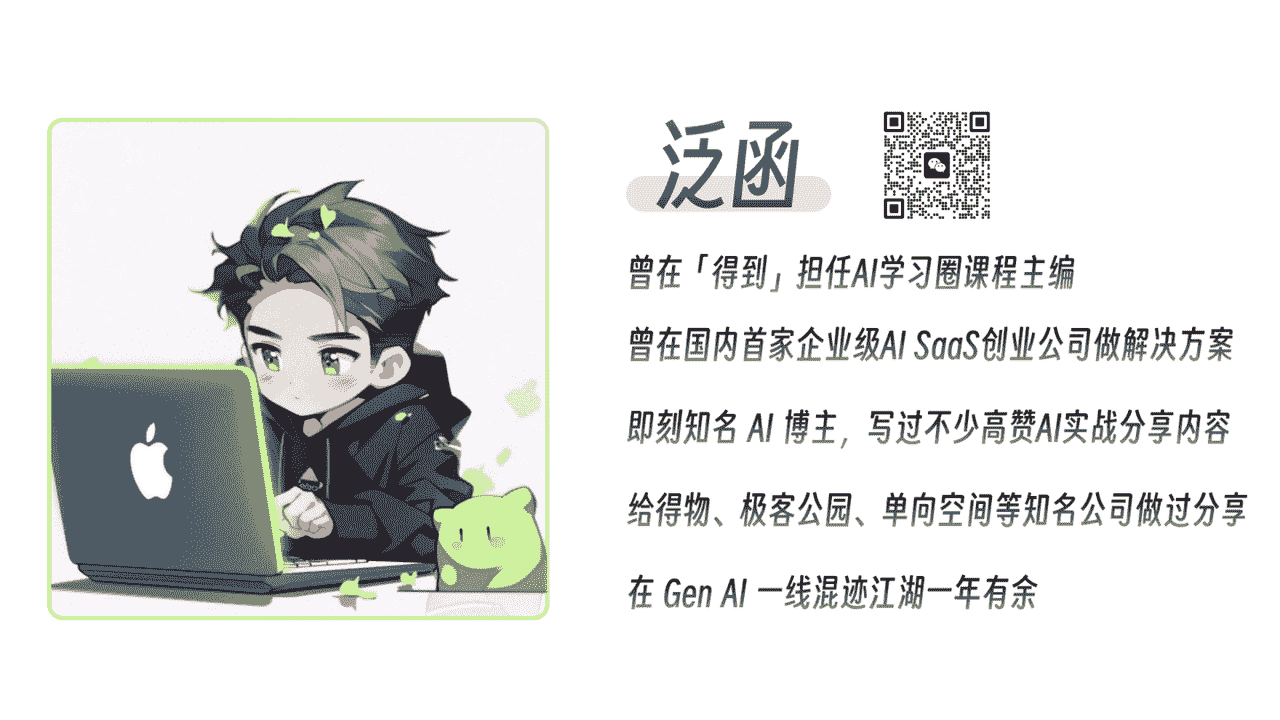 泛函
曾在「得到」担任AI学习圈课程主编
曾在国内首家企业级AI SaaS创业公司做解决方案
即刻知名 AI 博主，写过不少高赞AI实战分享内容
给得物、极客公园、单向空间等知名公司做过分享
在 Gen AI 一线混迹江湖一年有余